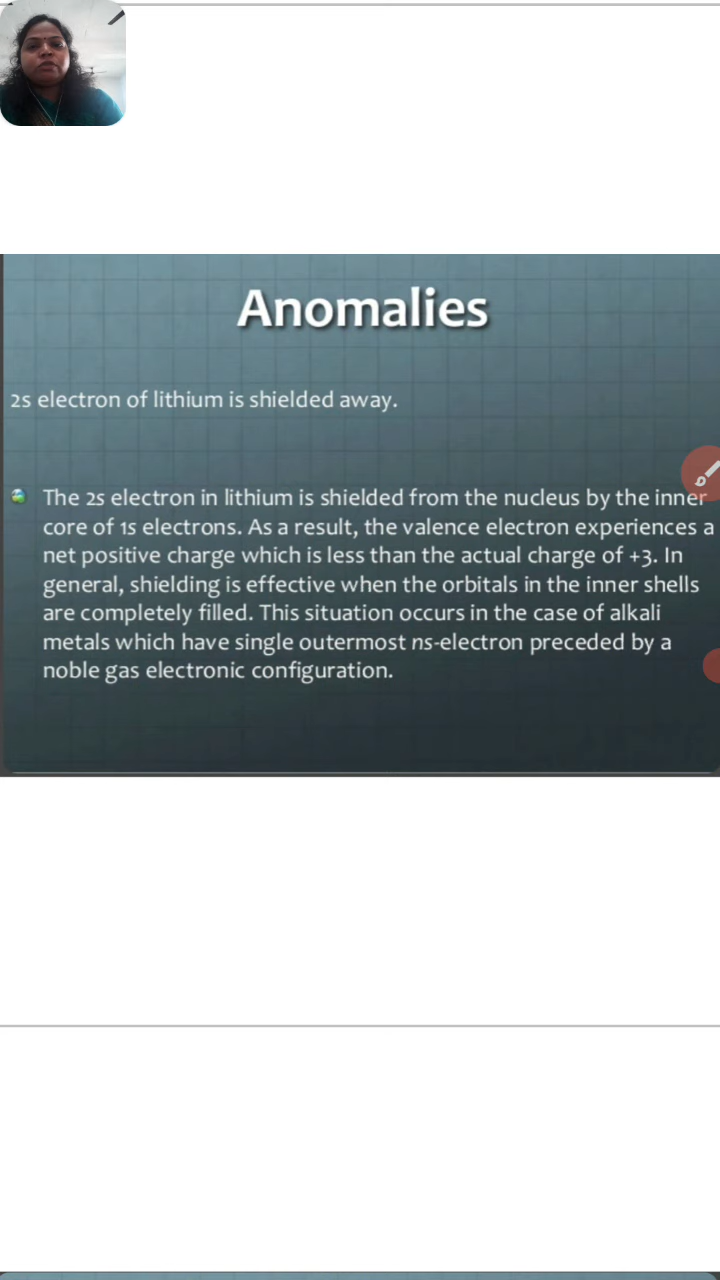 Anomalies
2s electron of lithium is shielded away.
The 2s electron in lithium is shielded from the nucleus by the inner
core of 1s electrons. As a result, the valence electron experiences a
net positive charge which is less than the actual charge of +3. In
general, shielding is effective when the orbitals in the inner shells
are completely filled. This situation occurs in the case of alkali
metals which have single outermost ns-electron preceded by a
noble gas electronic configuration.